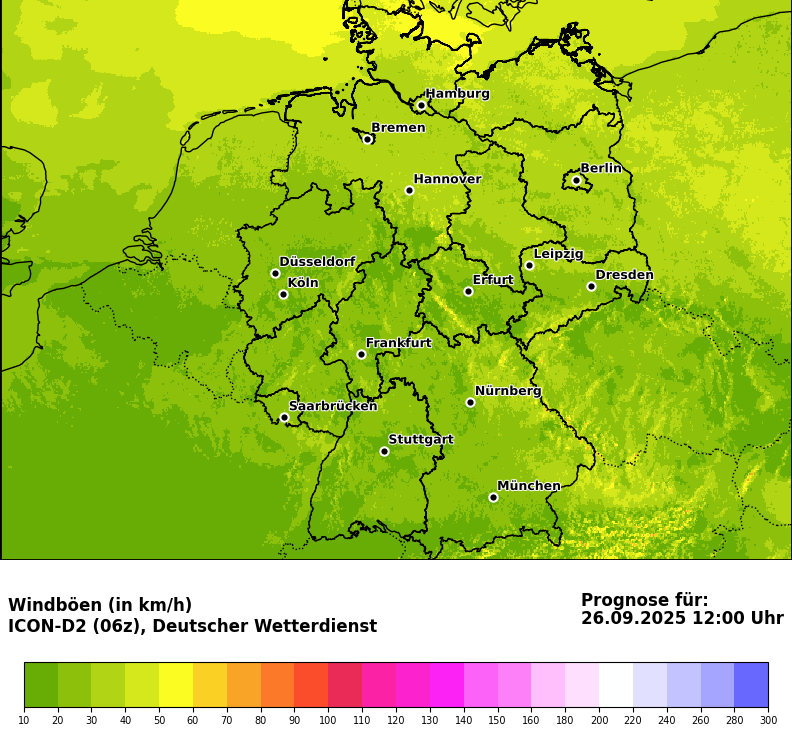 Hamburg
Bremen
Berlin
Hannover
Leipzig
Düsseldorf
Dresden
Erfurt
Köln
Frankfurt
Nürnberg
Saarbrücken
Stuttgart
München
Windböen (in km/h)
ICON-D2 (06z), Deutscher Wetterdienst
Prognose für:
26.09.2025 12:00 Uhr
10 20 30 40 50 60 70 80 90 100 110 120 130 140 150 160 180 200 220 240 260 280 300